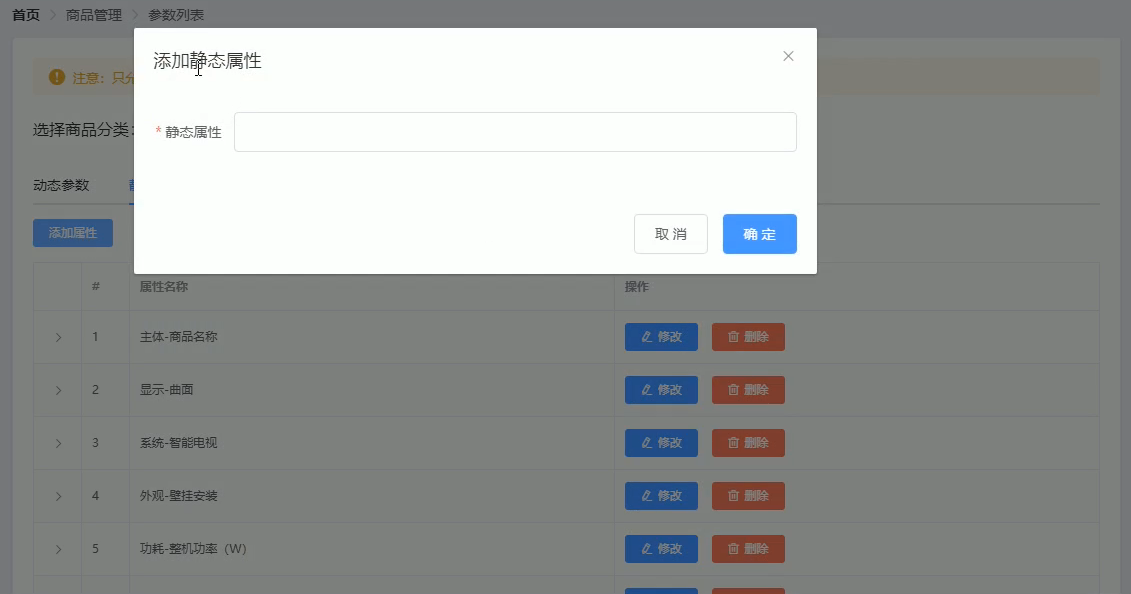 首页 > 商品管理 > 参数列表
添加静态属性
注意：只
选择商品分类：
* 静态属性
动态参数
取 消 确 定
添加属性
# 属性名称 操作
1 主体-商品名称 修改 删除
2 显示-曲面 修改 删除
3 系统-智能电视 修改 删除
4 外观-壁挂安装 修改 删除
5 功耗-整机功率（W） 修改 删除